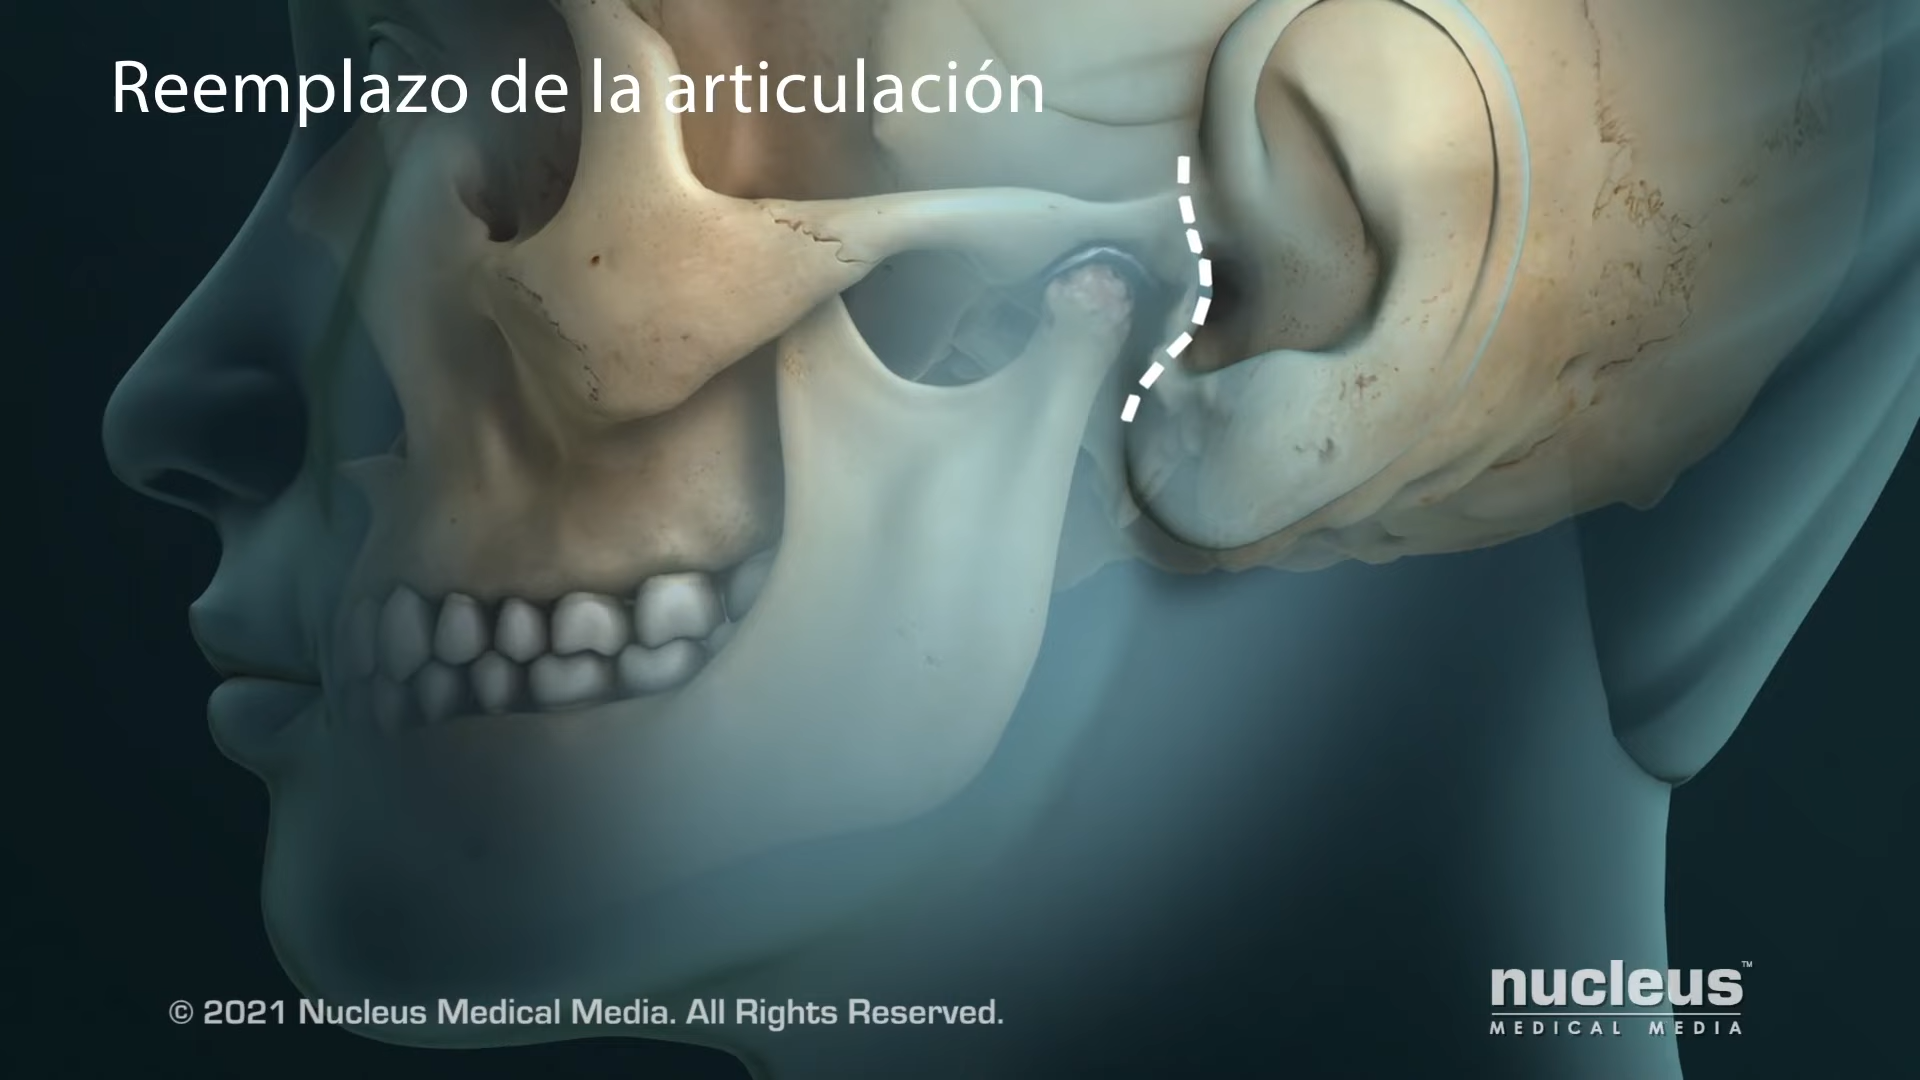 Reemplazo de la articulación
© 2021 Nucleus Medical Media. All Rights Reserved.
nucleus™
MEDICAL MEDIA